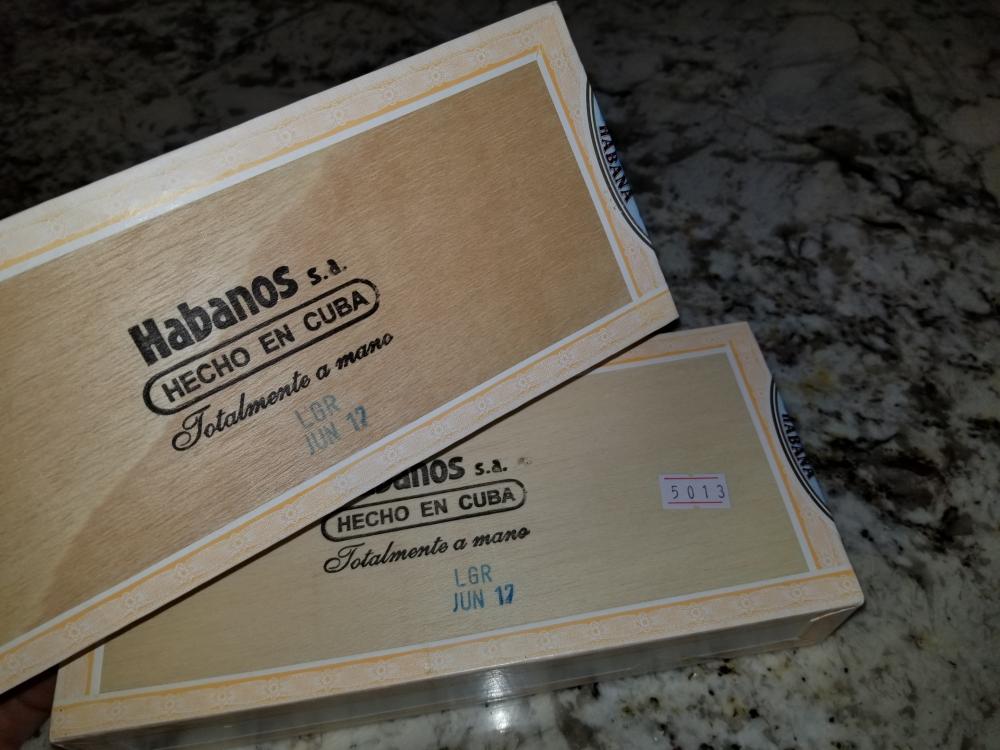 Habanos s.a.
HECHO EN CUBA
Totalmente a mano
LGR
JUN 17
HABANA
s.a.
HECHO EN CUBA
Totalmente a mano
LGR
JUN 17
5013
HABANA